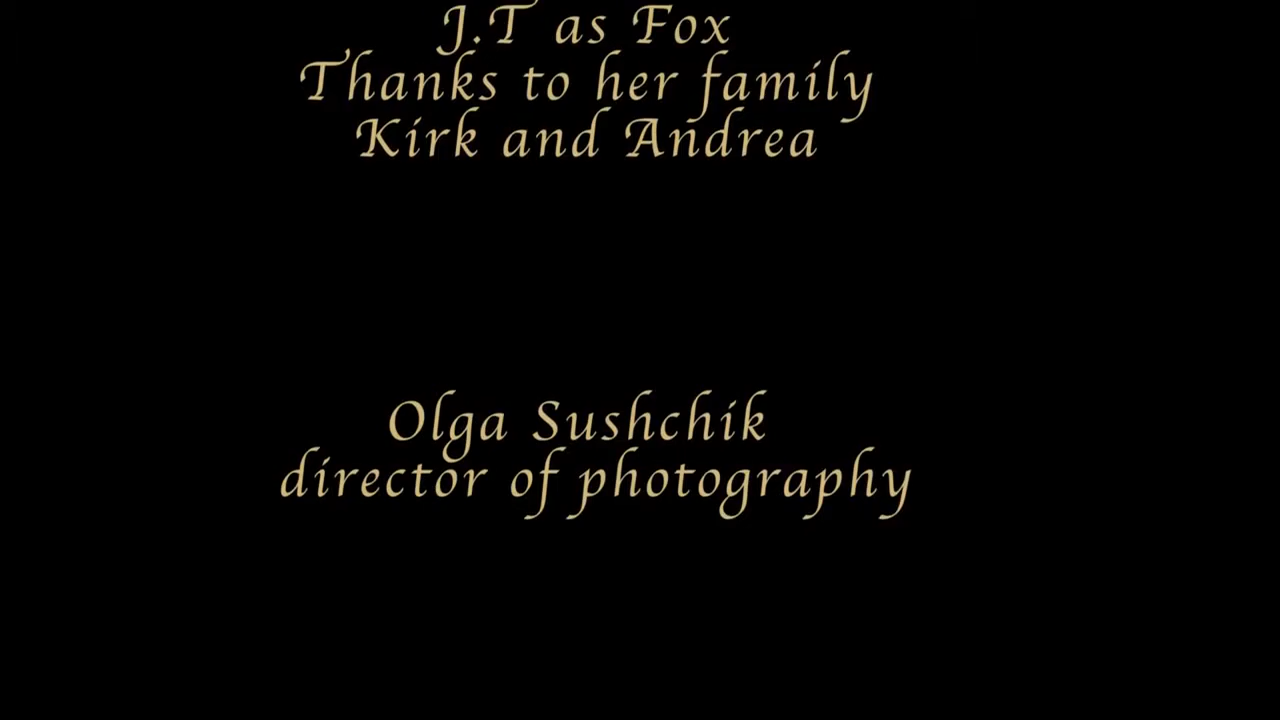 J.T as Fox
Thanks to her family
Kirk and Andrea
Olga Sushchik
director of photography